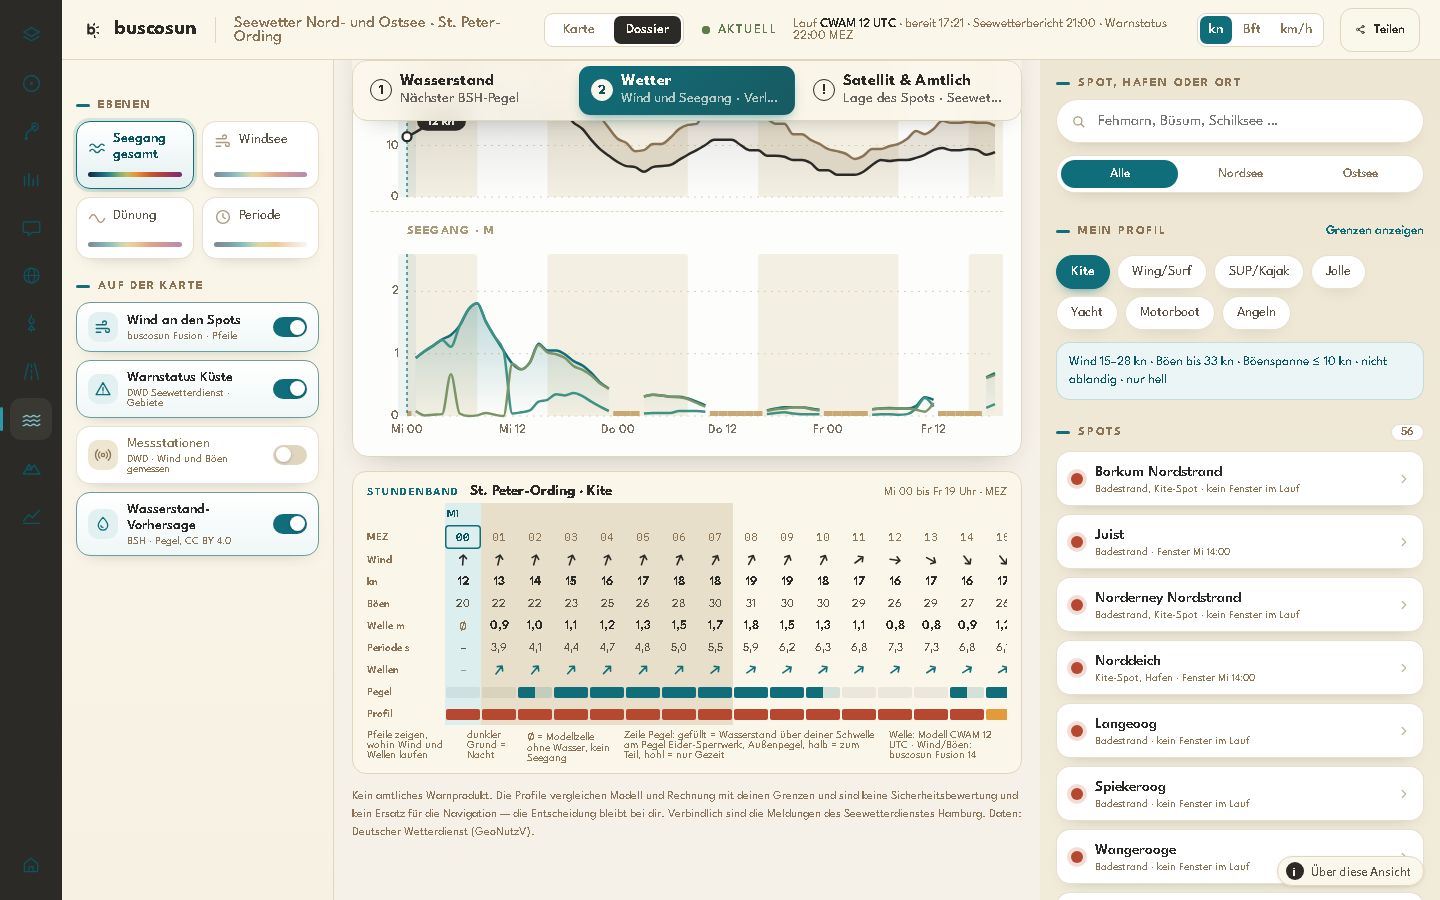 buscosun
Seewetter Nord- und Ostsee · St. Peter-
Ording
Karte
Dossier
AKTUELL
Lauf CWAM 12 UTC · bereit 17:21 · Seewetterbericht 21:00 · Warnstatus
22:00 MEZ
kn
Bft
km/h
Teilen
EBENEN
Seegang
gesamt
Windsee
Dünung
Periode
AUF DER KARTE
Wind an den Spots
buscosun Fusion · Pfeile
Warnstatus Küste
DWD Seewetterdienst ·
Gebiete
Messstationen
DWD · Wind und Böen
gemessen
Wasserstand-
Vorhersage
BSH · Pegel, CC BY 4.0
1
Wasserstand
Nächster BSH-Pegel
2
Wetter
Wind und Seegang · Verl...
!
Satellit & Amtlich
Lage des Spots · Seewet...
12 kn
10
0
SEEGANG · M
2
1
0
Mi 00
Mi 12
Do 00
Do 12
Fr 00
Fr 12
STUNDENBAND
St. Peter-Ording · Kite
Mi 00 bis Fr 19 Uhr · MEZ
MI
MEZ 00 01 02 03 04 05 06 07 08 09 10 11 12 13 14 15
Wind
kn 12 13 14 15 16 17 18 18 19 19 18 17 16 17 16 17
Böen 20 22 22 23 25 26 28 30 31 30 30 29 26 29 27 26
Welle m Ø 0,9 1,0 1,1 1,2 1,3 1,5 1,7 1,8 1,5 1,3 1,1 0,8 0,8 0,9 1,2
Periode s – 3,9 4,1 4,4 4,7 4,8 5,0 5,5 5,9 6,2 6,3 6,8 7,3 7,3 6,8 6,
Wellen –
Pegel
Profil
Pfeile zeigen,
wohin Wind und
Wellen laufen
dunkler
Grund =
Nacht
Ø = Modellzelle
ohne Wasser, kein
Seegang
Zeile Pegel: gefüllt = Wasserstand über deiner Schwelle
am Pegel Eider-Sperrwerk, Außenpegel, halb = zum
Teil, hohl = nur Gezeit
Welle: Modell CWAM 12
UTC · Wind/Böen:
buscosun Fusion 14
Kein amtliches Warnprodukt. Die Profile vergleichen Modell und Rechnung mit deinen Grenzen und sind keine Sicherheitsbewertung und
kein Ersatz für die Navigation — die Entscheidung bleibt bei dir. Verbindlich sind die Meldungen des Seewetterdienstes Hamburg. Daten:
Deutscher Wetterdienst (GeoNutzV).
SPOT, HAFEN ODER ORT
Fehmarn, Büsum, Schilksee ...
Alle
Nordsee
Ostsee
MEIN PROFIL
Grenzen anzeigen
Kite
Wing/Surf
SUP/Kajak
Jolle
Yacht
Motorboot
Angeln
Wind 15–28 kn · Böen bis 33 kn · Böenspanne ≤ 10 kn · nicht
ablandig · nur hell
SPOTS
56
Borkum Nordstrand
Badestrand, Kite-Spot · kein Fenster im Lauf
Juist
Badestrand · Fenster Mi 14:00
Norderney Nordstrand
Badestrand, Kite-Spot · kein Fenster im Lauf
Norddeich
Kite-Spot, Hafen · Fenster Mi 14:00
Langeoog
Badestrand · kein Fenster im Lauf
Spiekeroog
Badestrand · kein Fenster im Lauf
Wangerooge
Badestrand · kein Fenster im Lauf
i
Über diese Ansicht